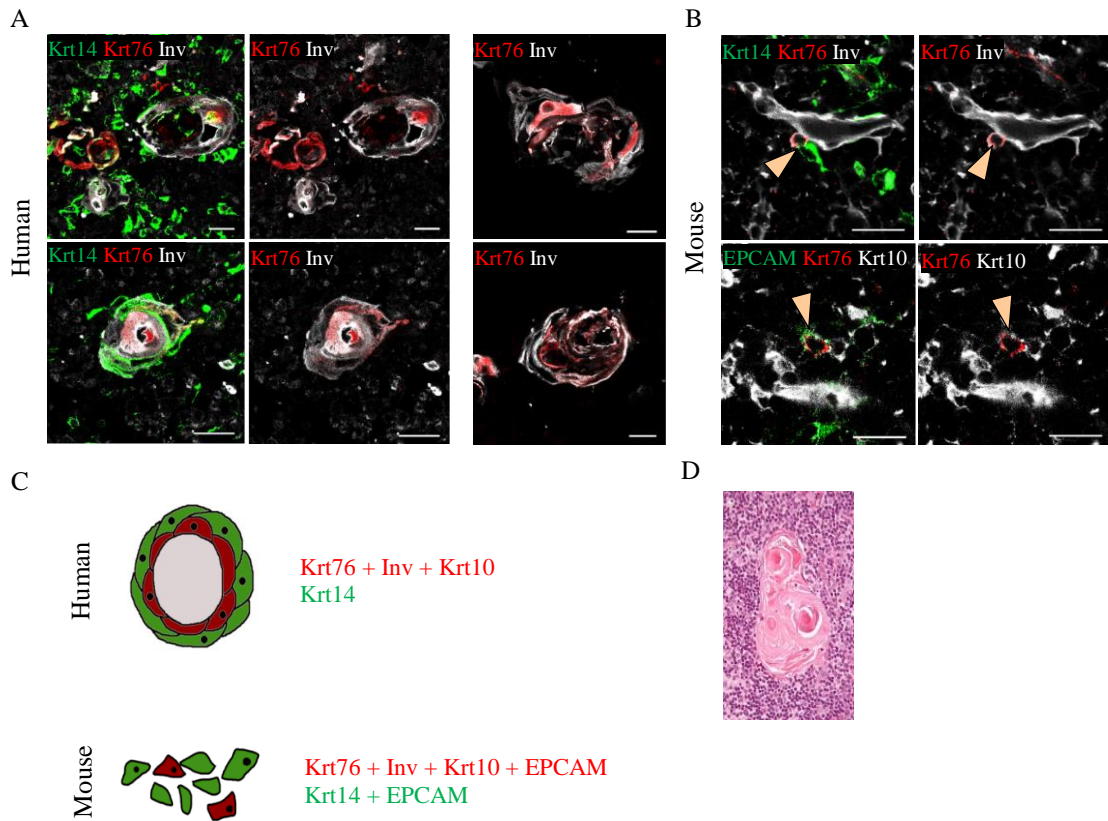 A
B
Human
Krt14 Krt76 Inv
Krt76 Inv
Krt76 Inv
Krt14 Krt76 Inv
Krt76 Inv
Krt76 Inv
Mouse
Krt14 Krt76 Inv
Krt76 Inv
EPCAM Krt76 Krt10
Krt76 Krt10
C
D
Human
Krt76 + Inv + Krt10
Krt14
Mouse
Krt76 + Inv + Krt10 + EPCAM
Krt14 + EPCAM